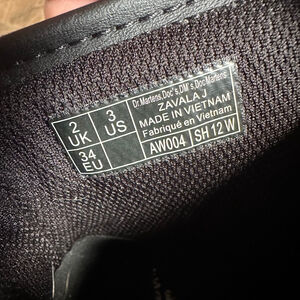 2 UK
3 US
34 EU
Dr.Martens.Doc's.DM's.Doc Martens
ZAVALA J
MADE IN VIETNAM
Fabriqué en Vietnam
AW004 SH 12 W